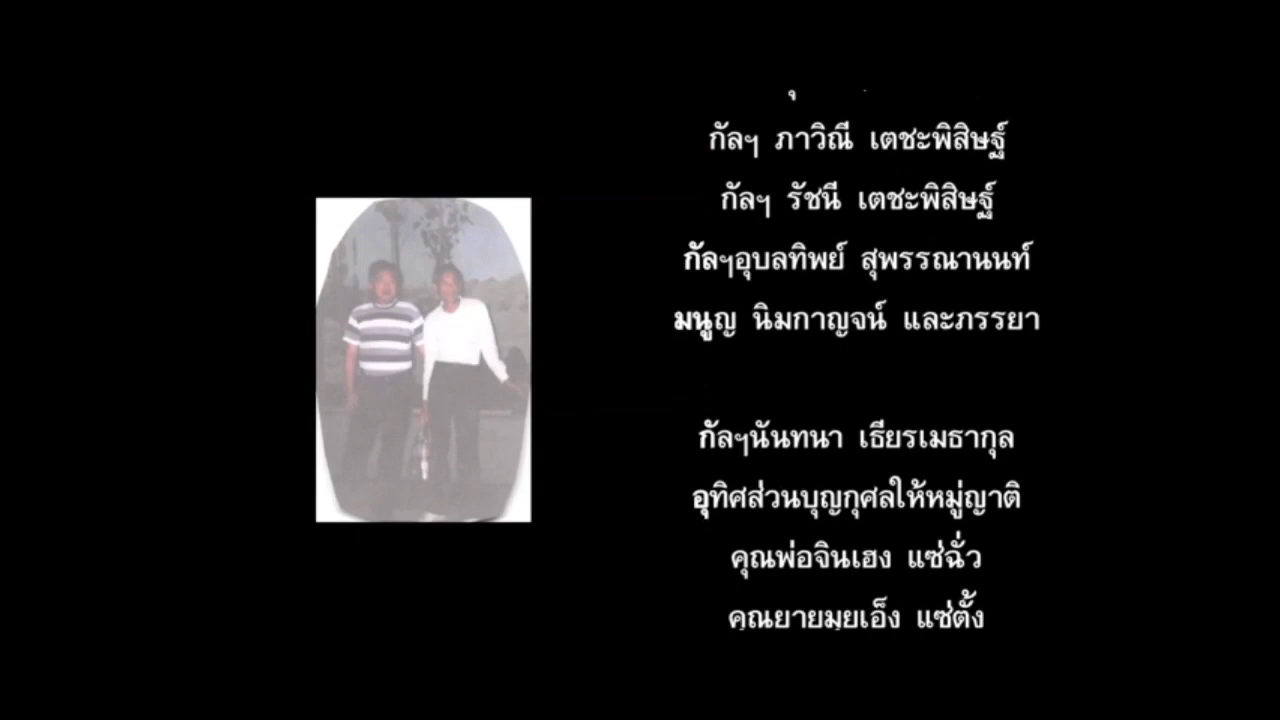 กัลฯ ภาวิณี เตชะพิสิษฐ์
กัลฯ รัชนี เตชะพิสิษฐ์
กัลฯอุบลทิพย์ สุพรรณานนท์
มนูญ นิมกาญจน์ และภรรยา
กัลฯนันทนา เธียรเมธากุล
อุทิศส่วนบุญกุศลให้หมู่ญาติ
คุณพ่อจินเฮง แซ่ฉั่ว
คุณยายมุยเอ็ง แซ่ตั้ง